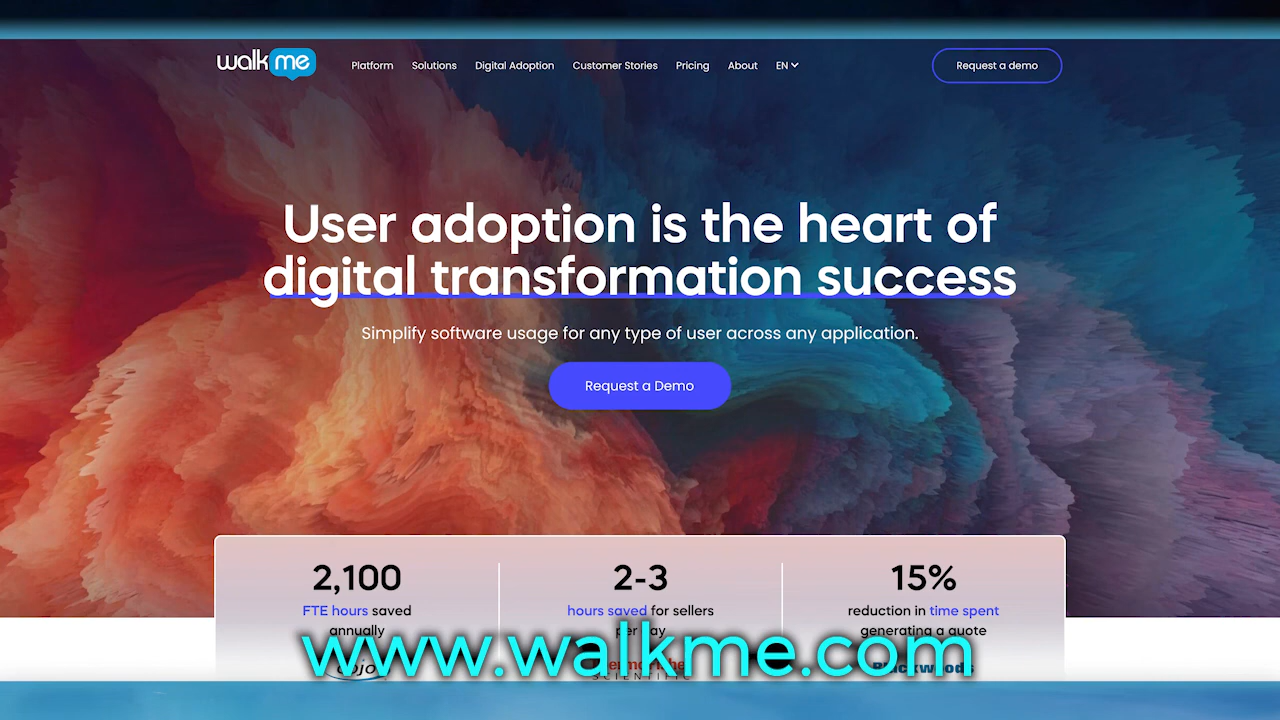 walkme
Platform Solutions Digital Adoption Customer Stories Pricing About EN Request a demo
User adoption is the heart of
digital transformation success
Simplify software usage for any type of user across any application.
Request a Demo
2,100
FTE hours saved
annually
2-3
hours saved for sellers
per day
15%
reduction in time spent
generating a quote
www.walkme.com
SCIENTIFIC
Blackwoods